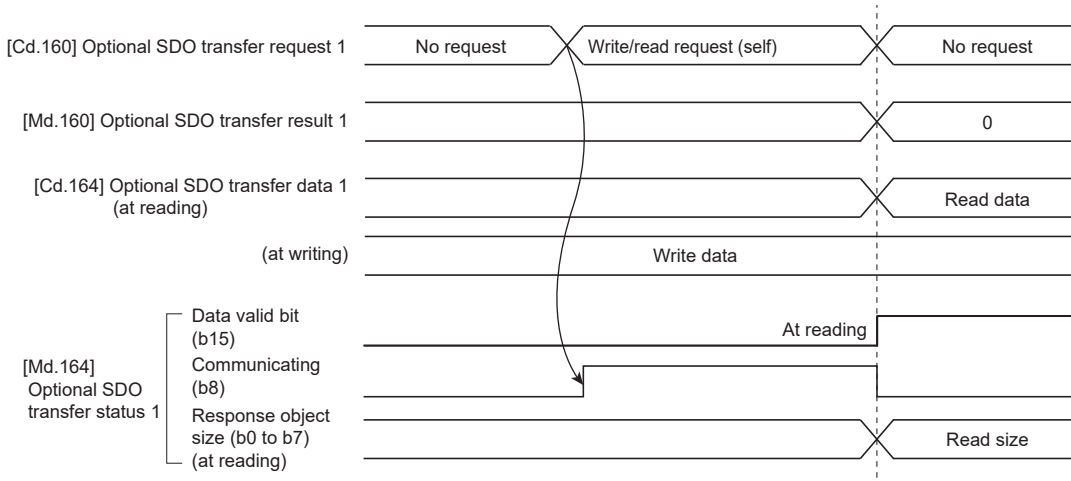 [Cd.160] Optional SDO transfer request 1
No request
Write/read request (self)
No request
[Md.160] Optional SDO transfer result 1
0
[Cd.164] Optional SDO transfer data 1
(at reading)
Read data
(at writing)
Write data
[Md.164]
Optional SDO
transfer status 1
Data valid bit
(b15)
At reading
Communicating
(b8)
Response object
size (b0 to b7)
(at reading)
Read size